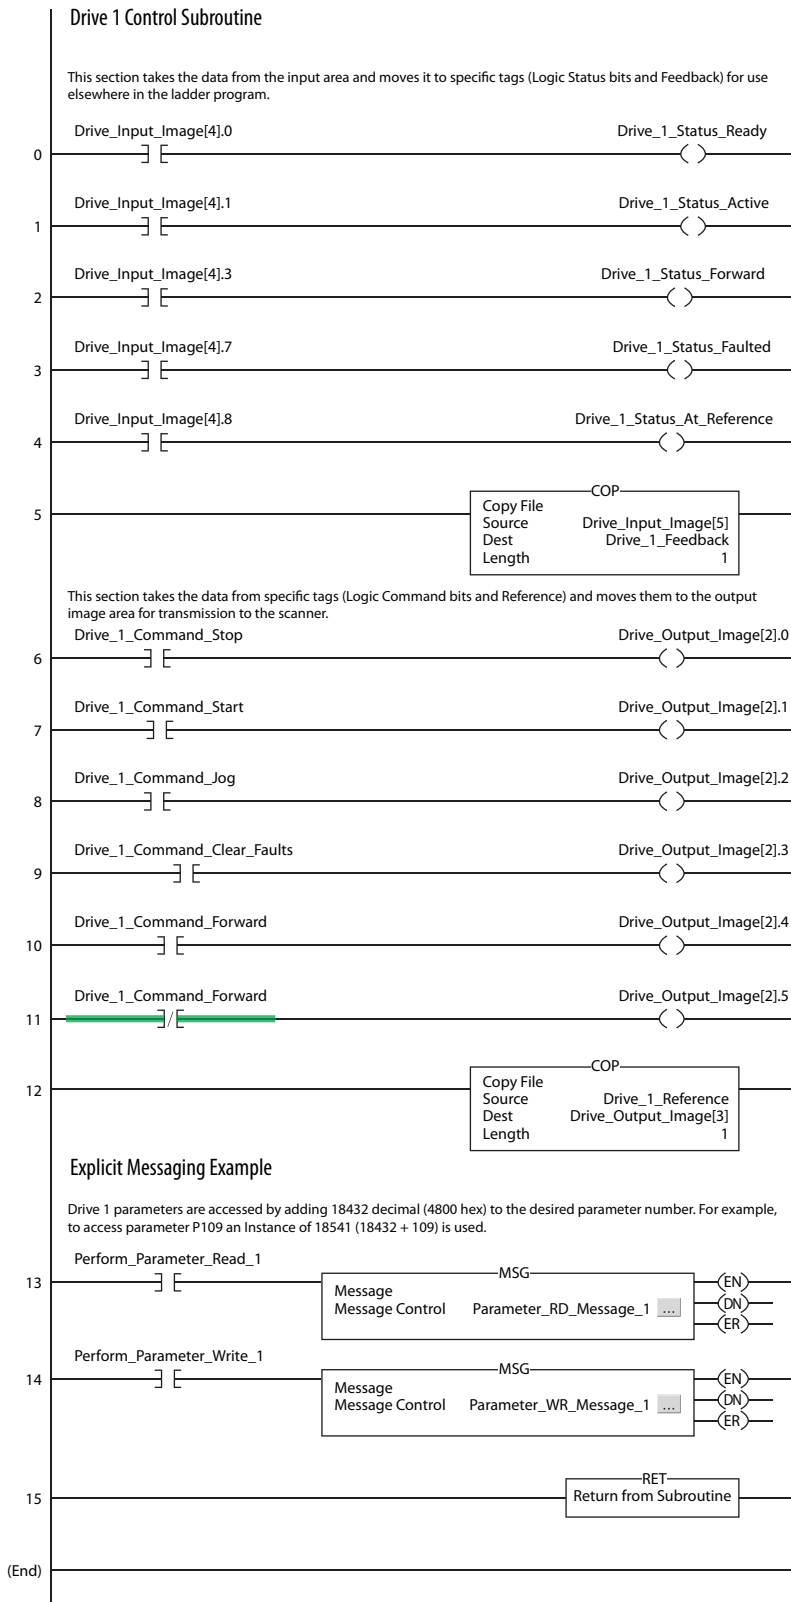 Drive 1 Control Subroutine
This section takes the data from the input area and moves it to specific tags (Logic Status bits and Feedback) for use
elsewhere in the ladder program.
Drive_Input_Image[4].0 Drive_1_Status_Ready
0
Drive_Input_Image[4].1 Drive_1_Status_Active
1
Drive_Input_Image[4].3 Drive_1_Status_Forward
2
Drive_Input_Image[4].7 Drive_1_Status_Faulted
3
Drive_Input_Image[4].8 Drive_1_Status_At_Reference
4
COP
Copy File
5
Source Drive_Input_Image[5]
Dest Drive_1_Feedback
Length 1
This section takes the data from specific tags (Logic Command bits and Reference) and moves them to the output
image area for transmission to the scanner.
Drive_1_Command_Stop Drive_Output_Image[2].0
6
Drive_1_Command_Start Drive_Output_Image[2].1
7
Drive_1_Command_Jog Drive_Output_Image[2].2
8
Drive_1_Command_Clear_Faults Drive_Output_Image[2].3
9
Drive_1_Command_Forward Drive_Output_Image[2].4
10
Drive_1_Command_Forward Drive_Output_Image[2].5
11
COP
Copy File
12
Source Drive_1_Reference
Dest Drive_Output_Image[3]
Length 1
Explicit Messaging Example
Drive 1 parameters are accessed by adding 18432 decimal (4800 hex) to the desired parameter number. For example,
to access parameter P109 an Instance of 18541 (18432 + 109) is used.
Perform_Parameter_Read_1
MSG
13
EN
Message
Message Control Parameter_RD_Message_1 ...
DN
ER
Perform_Parameter_Write_1
MSG
14
EN
Message
Message Control Parameter_WR_Message_1 ...
DN
ER
RET
15
Return from Subroutine
(End)